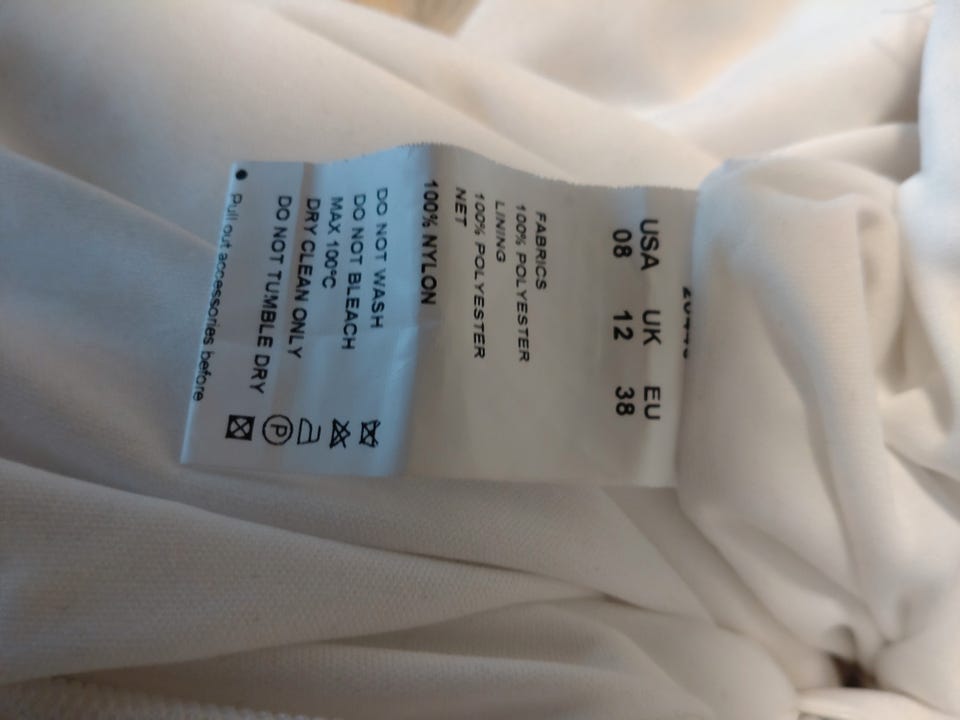 USA UK EU
08 12 38
FABRICS
100% POLYESTER
LINING
100% POLYESTER
NET
100% NYLON
DO NOT WASH
DO NOT BLEACH
MAX 100°C
DRY CLEAN ONLY
DO NOT TUMBLE DRY
P
Pull out accessories before